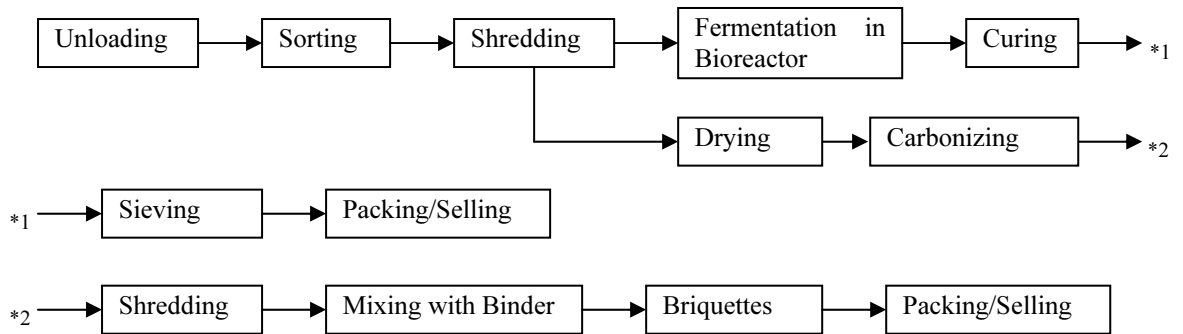 Unloading
Sorting
Shredding
Fermentation in
Bioreactor
Curing
*1
Drying
Carbonizing
*2
*1
Sieving
Packing/Selling
*2
Shredding
Mixing with Binder
Briquettes
Packing/Selling